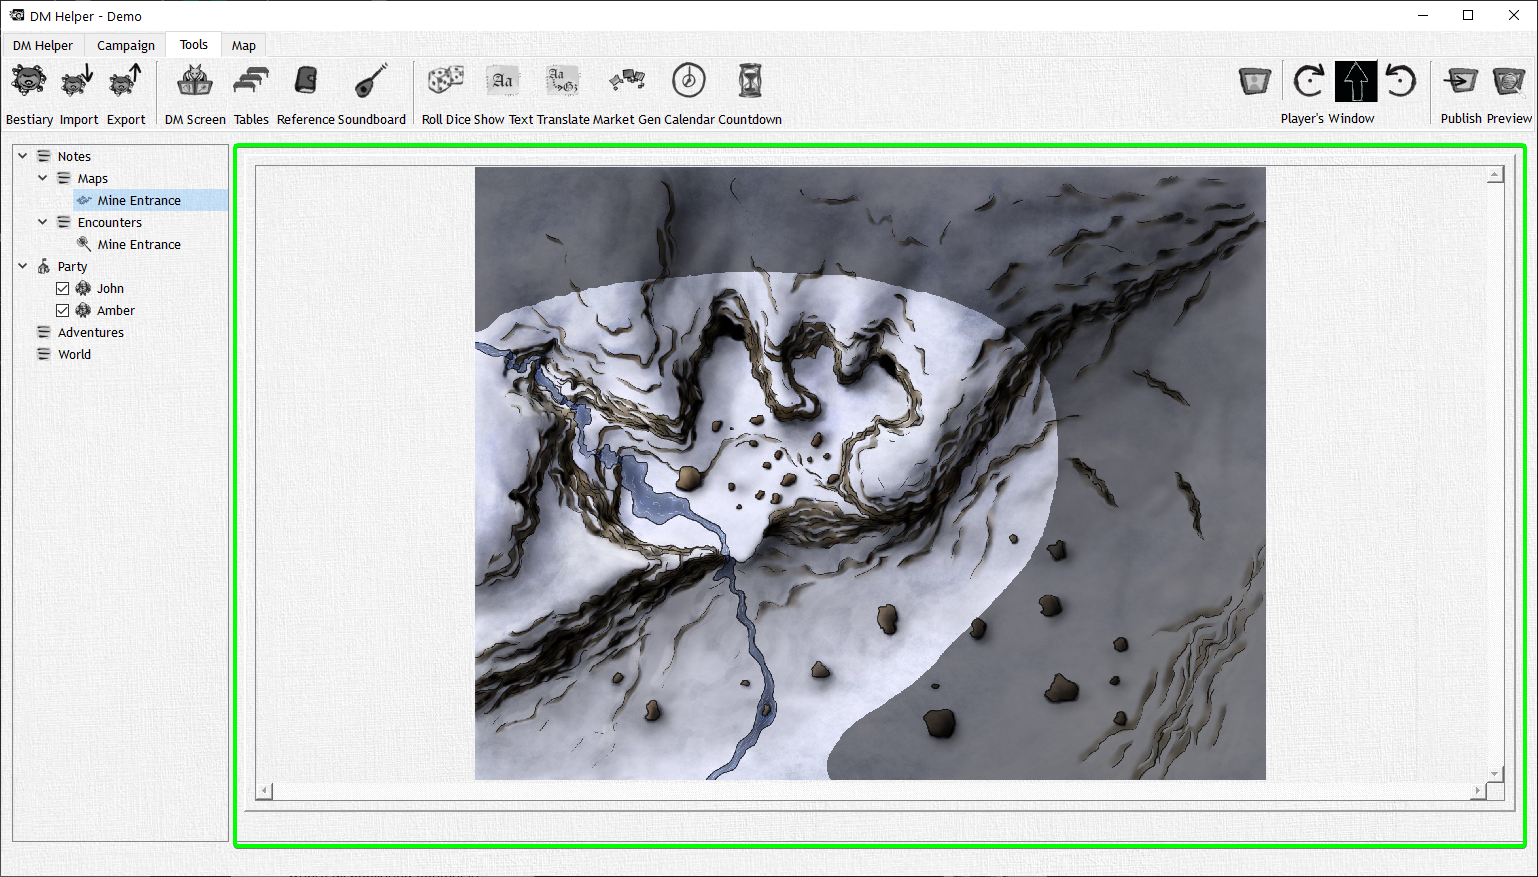 DM Helper - Demo
DM Helper Campaign Tools Map
Bestiary Import Export DM Screen Tables Reference Soundboard Roll Dice Show Text Translate Market Gen Calendar Countdown Player's Window Publish Preview
Aa Aa
Notes
Maps
Mine Entrance
Encounters
Mine Entrance
Party
John
Amber
Adventures
World